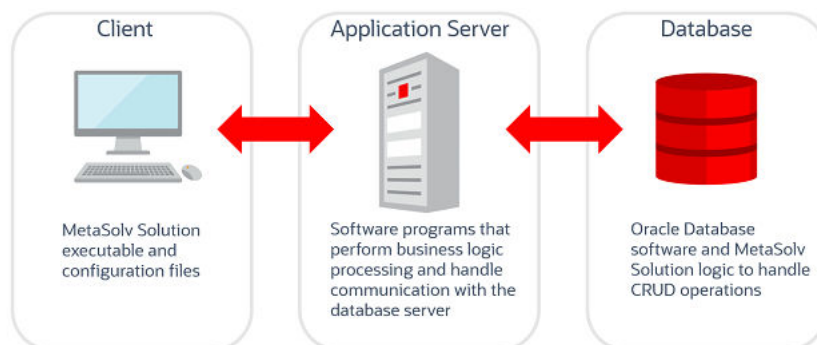 Client
Application Server
Database
MetaSolv Solution
executable and
configuration files
Software programs that
perform business logic
processing and handle
communication with the
database server
Oracle Database
software and MetaSolv
Solution logic to handle
CRUD operations